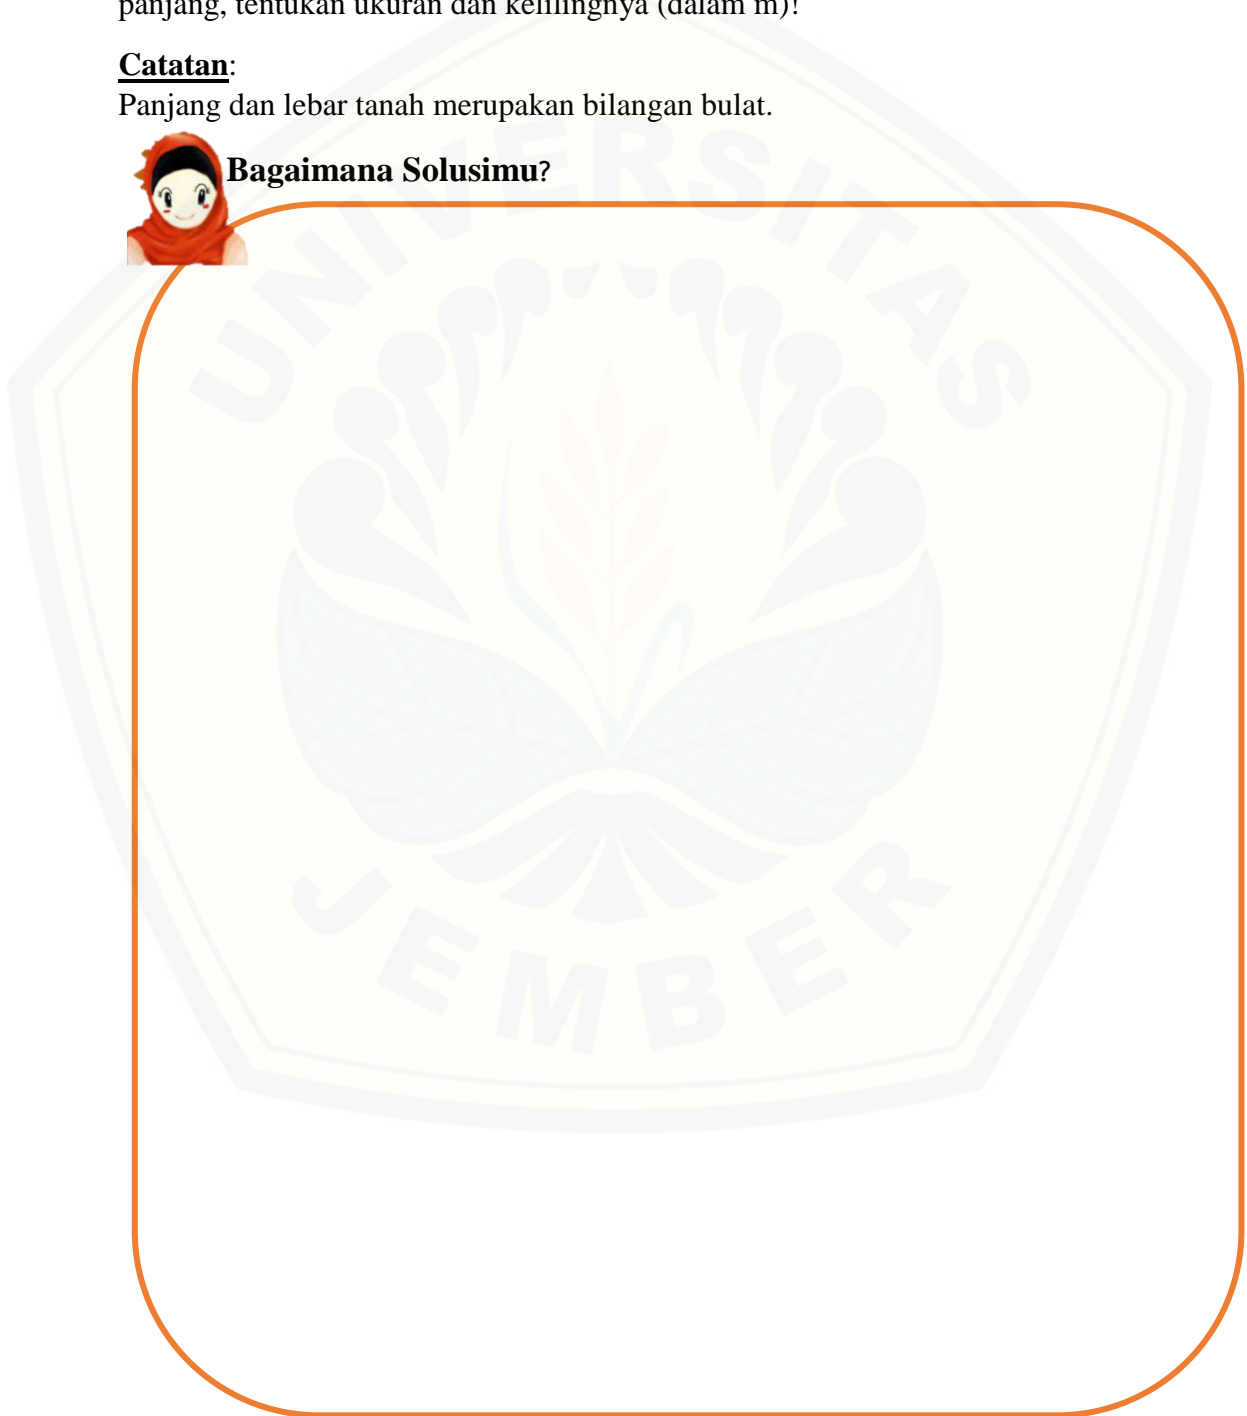 panjang, tentukan ukuran dan kelilingnya (dalam m)!
Catatan:
Panjang dan lebar tanah merupakan bilangan bulat.
Bagaimana Solusimu?
UNIVERSITAS
JEMBER